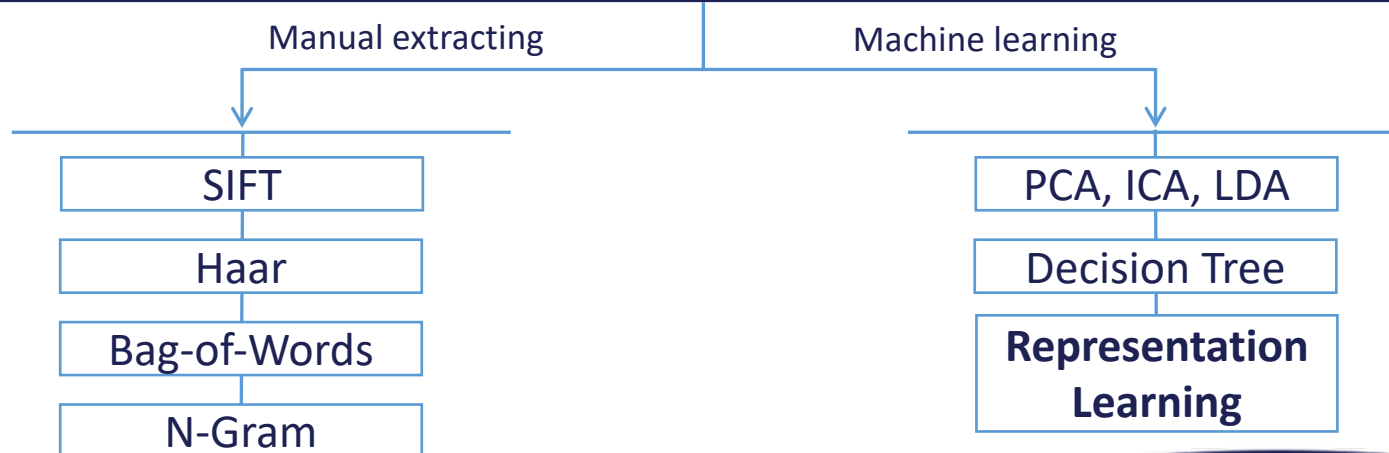 Manual extracting
Machine learning
SIFT
Haar
Bag-of-Words
N-Gram
PCA, ICA, LDA
Decision Tree
Representation
Learning